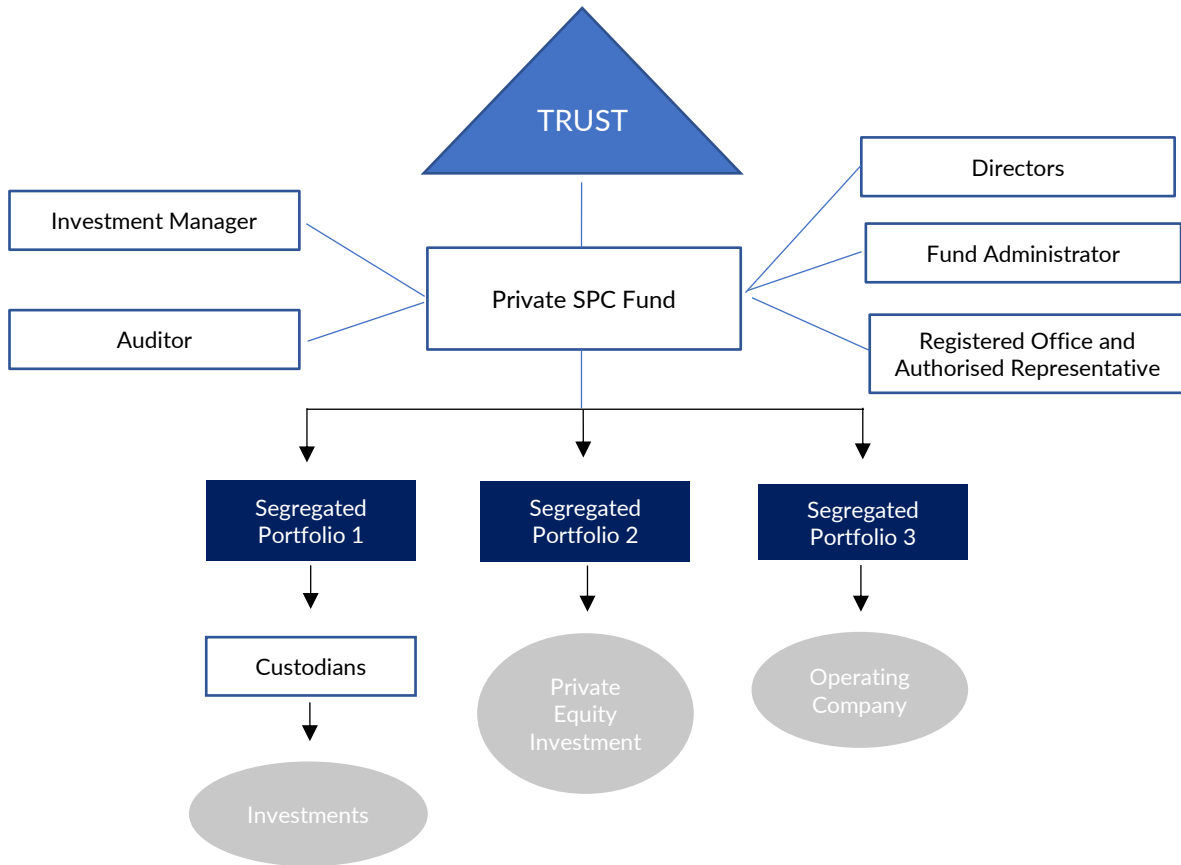 TRUST
Directors
Investment Manager
Fund Administrator
Private SPC Fund
Auditor
Registered Office and
Authorised Representative
Segregated
Portfolio 1
Segregated
Portfolio 2
Segregated
Portfolio 3
Custodians
Private
Equity
Investment
Operating
Company
Investments